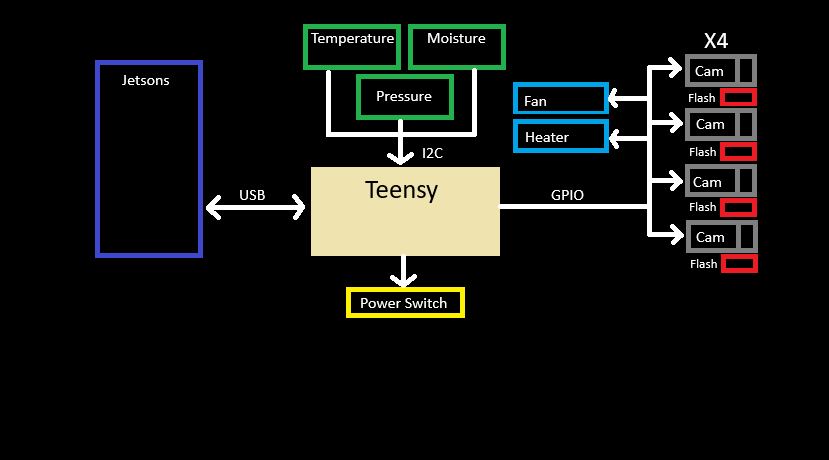 Temperature
Moisture
X4
Jetsons
Pressure
Cam
Flash
Fan
Cam
Heater
Flash
I2C
Teensy
USB
GPIO
Cam
Flash
Cam
Flash
Power Switch